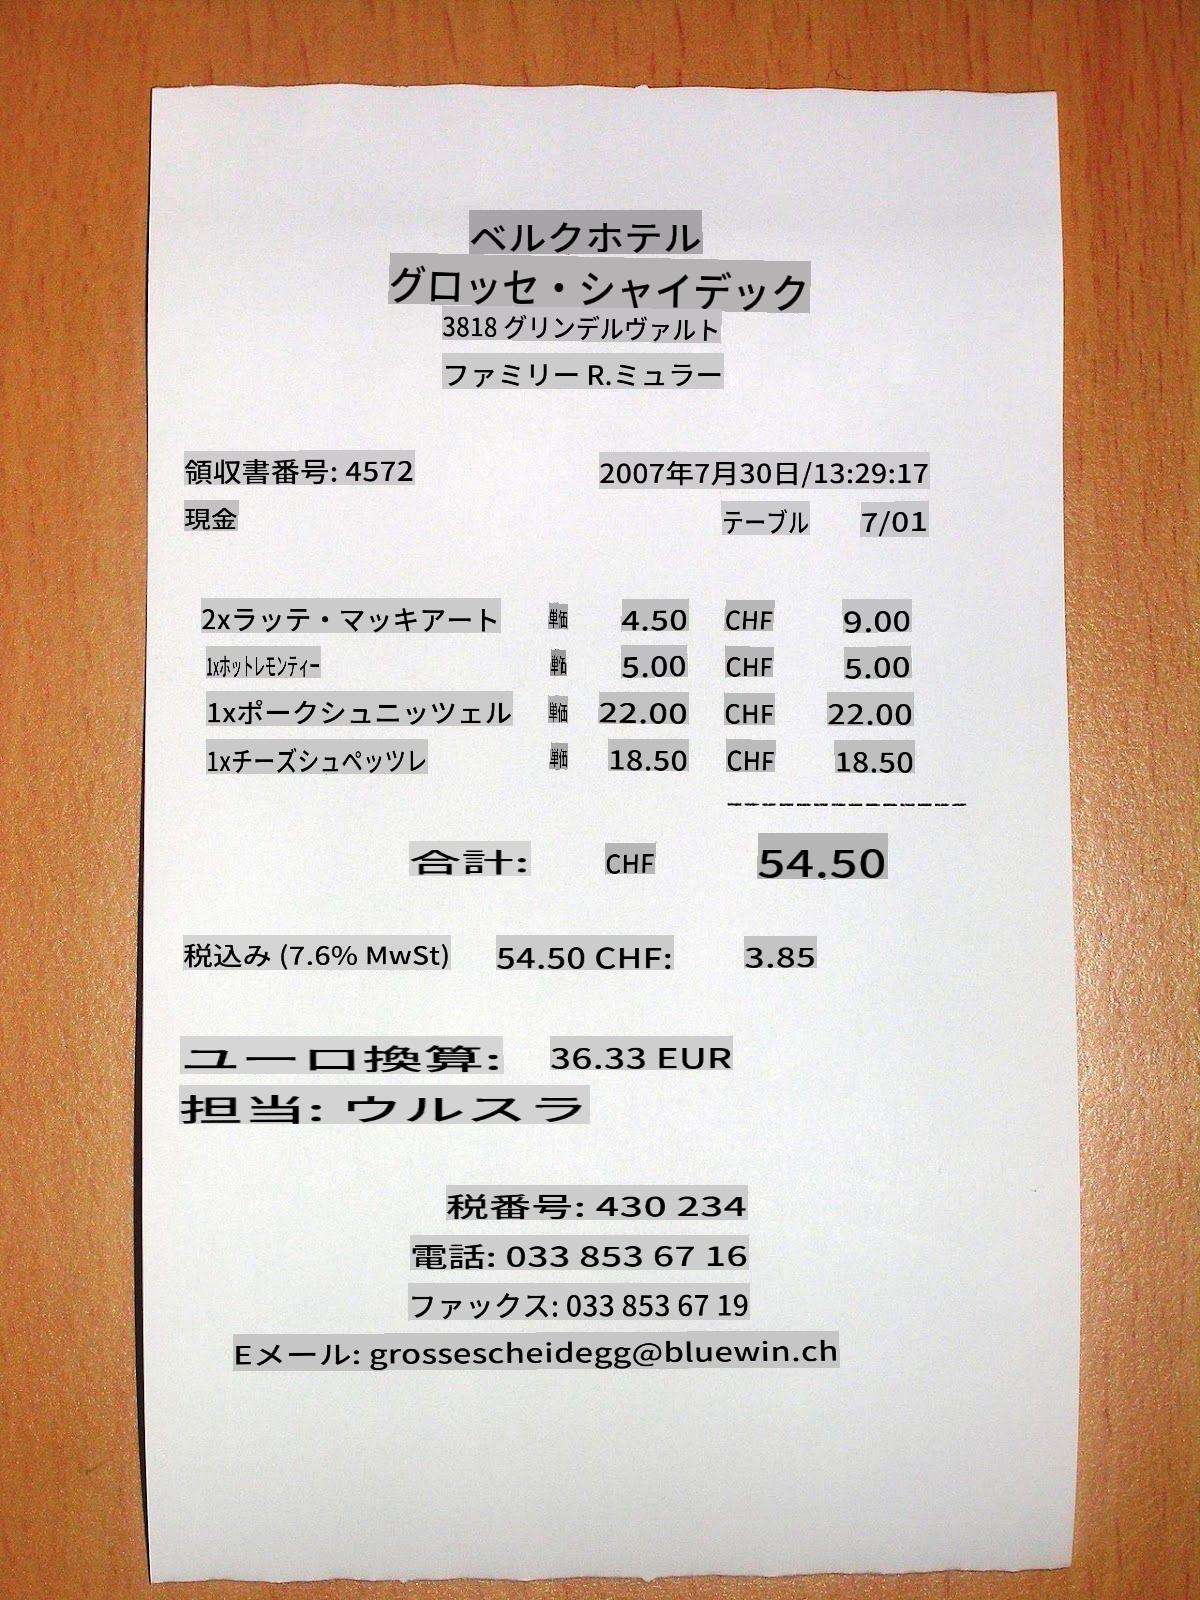 ベルクホテル
グロッセ・シャイデック
3818 グリンデルヴァルト
ファミリー R.ミュラー
領収書番号: 4572 2007年7月30日/13:29:17
現金 テーブル 7/01
2xラッテ・マッキアート 単価 4.50 CHF 9.00
1xホットレモンティー 単価 5.00 CHF 5.00
1xポークシュニッツェル 単価 22.00 CHF 22.00
1xチーズシュペッツレ 単価 18.50 CHF 18.50
--------------
合計: CHF 54.50
税込み (7.6% MwSt) 54.50 CHF: 3.85
ユーロ換算: 36.33 EUR
担当: ウルスラ
税番号: 430 234
電話: 033 853 67 16
ファックス: 033 853 67 19
Eメール: grossescheidegg@bluewin.ch